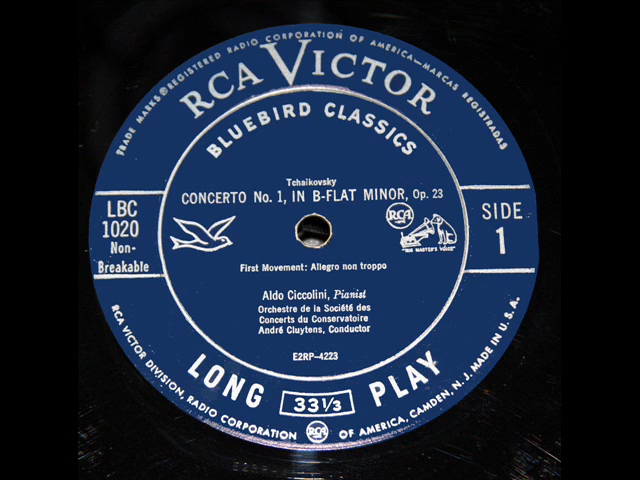 TRADE MARKS ® REGISTERED RADIO CORPORATION OF AMERICA—MARCAS REGISTRADAS
RCA VICTOR
BLUEBIRD CLASSICS
Tchaikovsky
CONCERTO No. 1, IN B-FLAT MINOR, Op. 23
LBC
1020
Non-
Breakable
RCA
"HIS MASTER'S VOICE"
SIDE
1
First Movement: Allegro non troppo
Aldo Ciccolini, Pianist
Orchestre de la Société des
Concerts du Conservatoire
André Cluytens, Conductor
E2RP-4223
LONG 33 1/3 PLAY
RCA VICTOR DIVISION, RADIO CORPORATION RCA OF AMERICA, CAMDEN, N. J. MADE IN U. S. A.